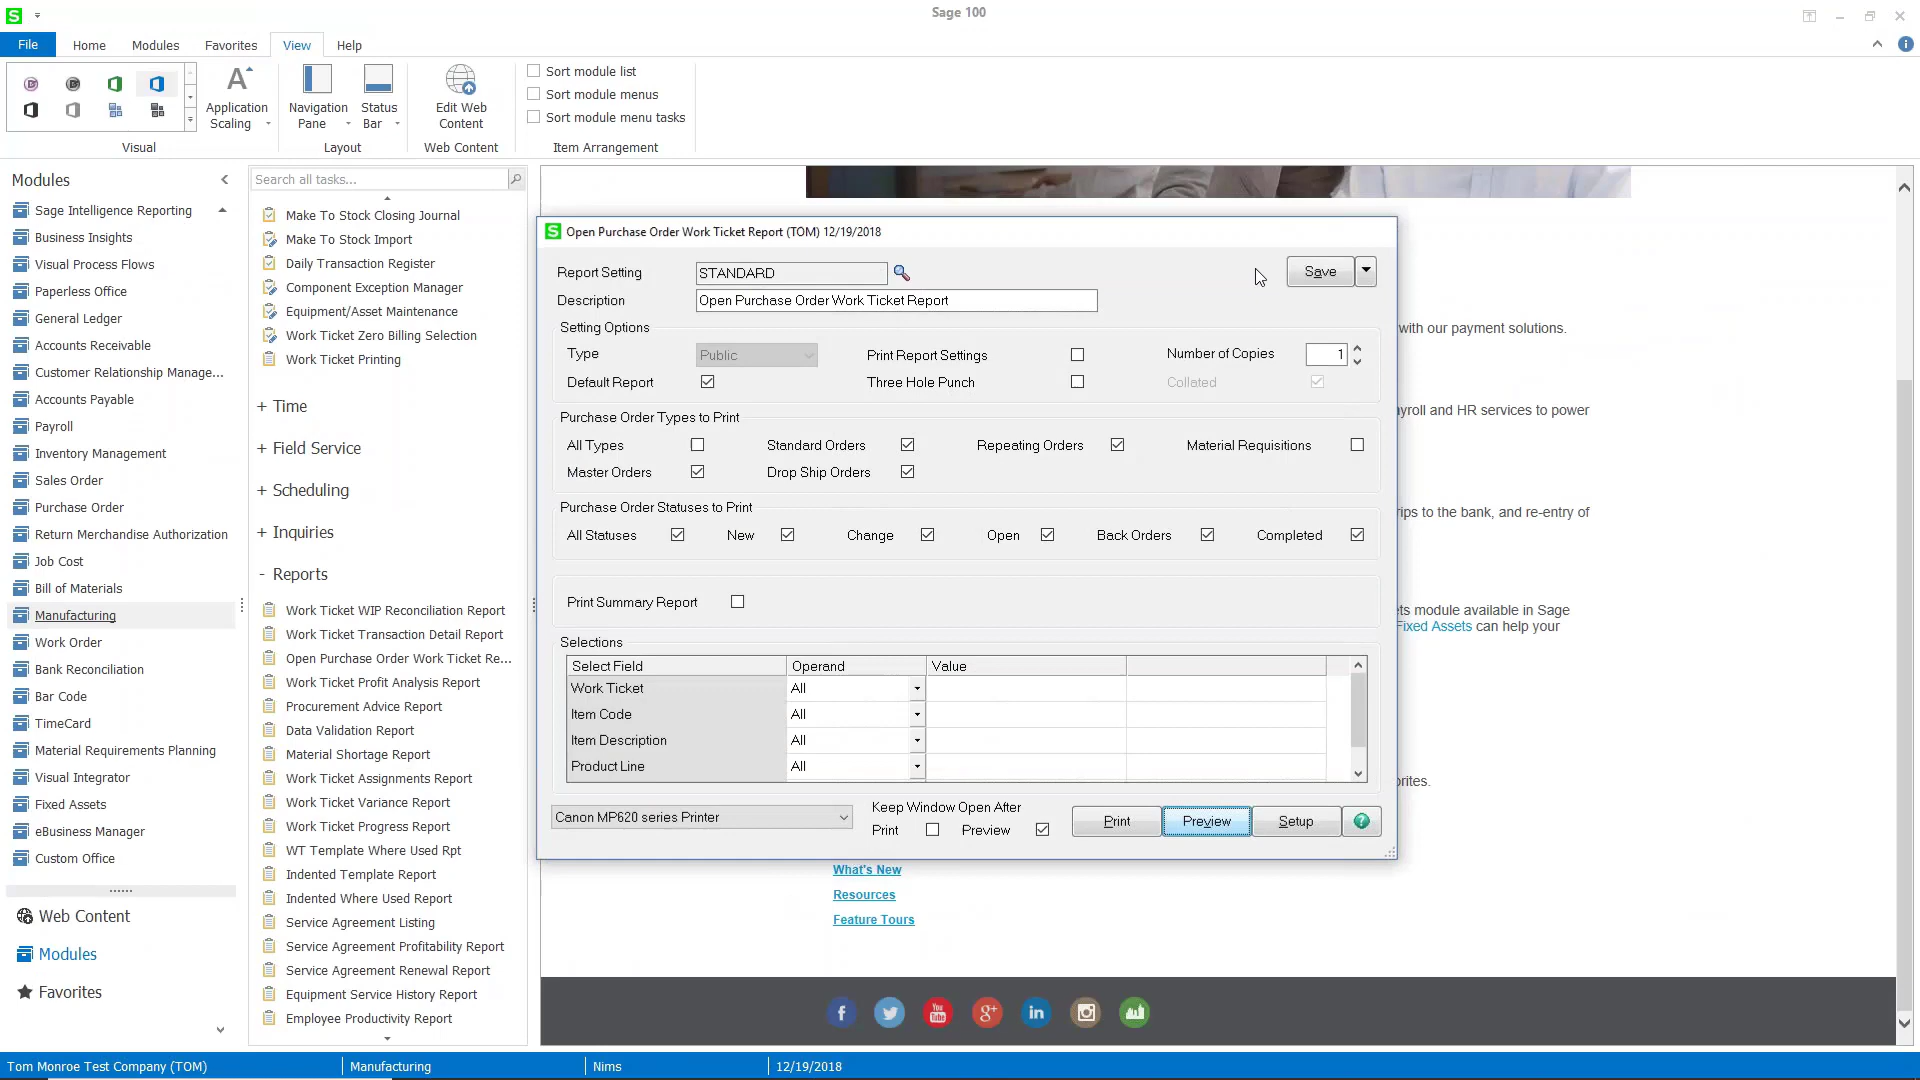 Sage 100
File Home Modules Favorites View Help
Application Scaling
Navigation Pane
Status Bar
Edit Web Content
Sort module list
Sort module menus
Sort module menu tasks
Visual Layout Web Content Item Arrangement
Modules
Sage Intelligence Reporting
Business Insights
Visual Process Flows
Paperless Office
General Ledger
Accounts Receivable
Customer Relationship Manage...
Accounts Payable
Payroll
Inventory Management
Sales Order
Purchase Order
Return Merchandise Authorization
Job Cost
Bill of Materials
Manufacturing
Work Order
Bank Reconciliation
Bar Code
TimeCard
Material Requirements Planning
Visual Integrator
Fixed Assets
eBusiness Manager
Custom Office
Web Content
Modules
Favorites
Search all tasks...
Make To Stock Closing Journal
Make To Stock Import
Daily Transaction Register
Component Exception Manager
Equipment/Asset Maintenance
Work Ticket Zero Billing Selection
Work Ticket Printing
+ Time
+ Field Service
+ Scheduling
+ Inquiries
- Reports
Work Ticket WIP Reconciliation Report
Work Ticket Transaction Detail Report
Open Purchase Order Work Ticket Re...
Work Ticket Profit Analysis Report
Procurement Advice Report
Data Validation Report
Material Shortage Report
Work Ticket Assignments Report
Work Ticket Variance Report
Work Ticket Progress Report
WT Template Where Used Rpt
Indented Template Report
Indented Where Used Report
Service Agreement Listing
Service Agreement Profitability Report
Service Agreement Renewal Report
Equipment Service History Report
Employee Productivity Report
S Open Purchase Order Work Ticket Report (TOM) 12/19/2018
Report Setting STANDARD Save
Description Open Purchase Order Work Ticket Report
Setting Options
Type Public Print Report Settings Number of Copies 1
Default Report Three Hole Punch Collated
Purchase Order Types to Print
All Types Standard Orders Repeating Orders Material Requisitions
Master Orders Drop Ship Orders
Purchase Order Statuses to Print
All Statuses New Change Open Back Orders Completed
Print Summary Report
Selections
Select Field Operand Value
Work Ticket All
Item Code All
Item Description All
Product Line All
Canon MP620 series Printer
Keep Window Open After
Print Preview
Print Preview Setup
with our payment solutions.
yroll and HR services to power
rips to the bank, and re-entry of
ets module available in Sage
Fixed Assets can help your
orites.
What's New
Resources
Feature Tours
Tom Monroe Test Company (TOM) Manufacturing Nims 12/19/2018